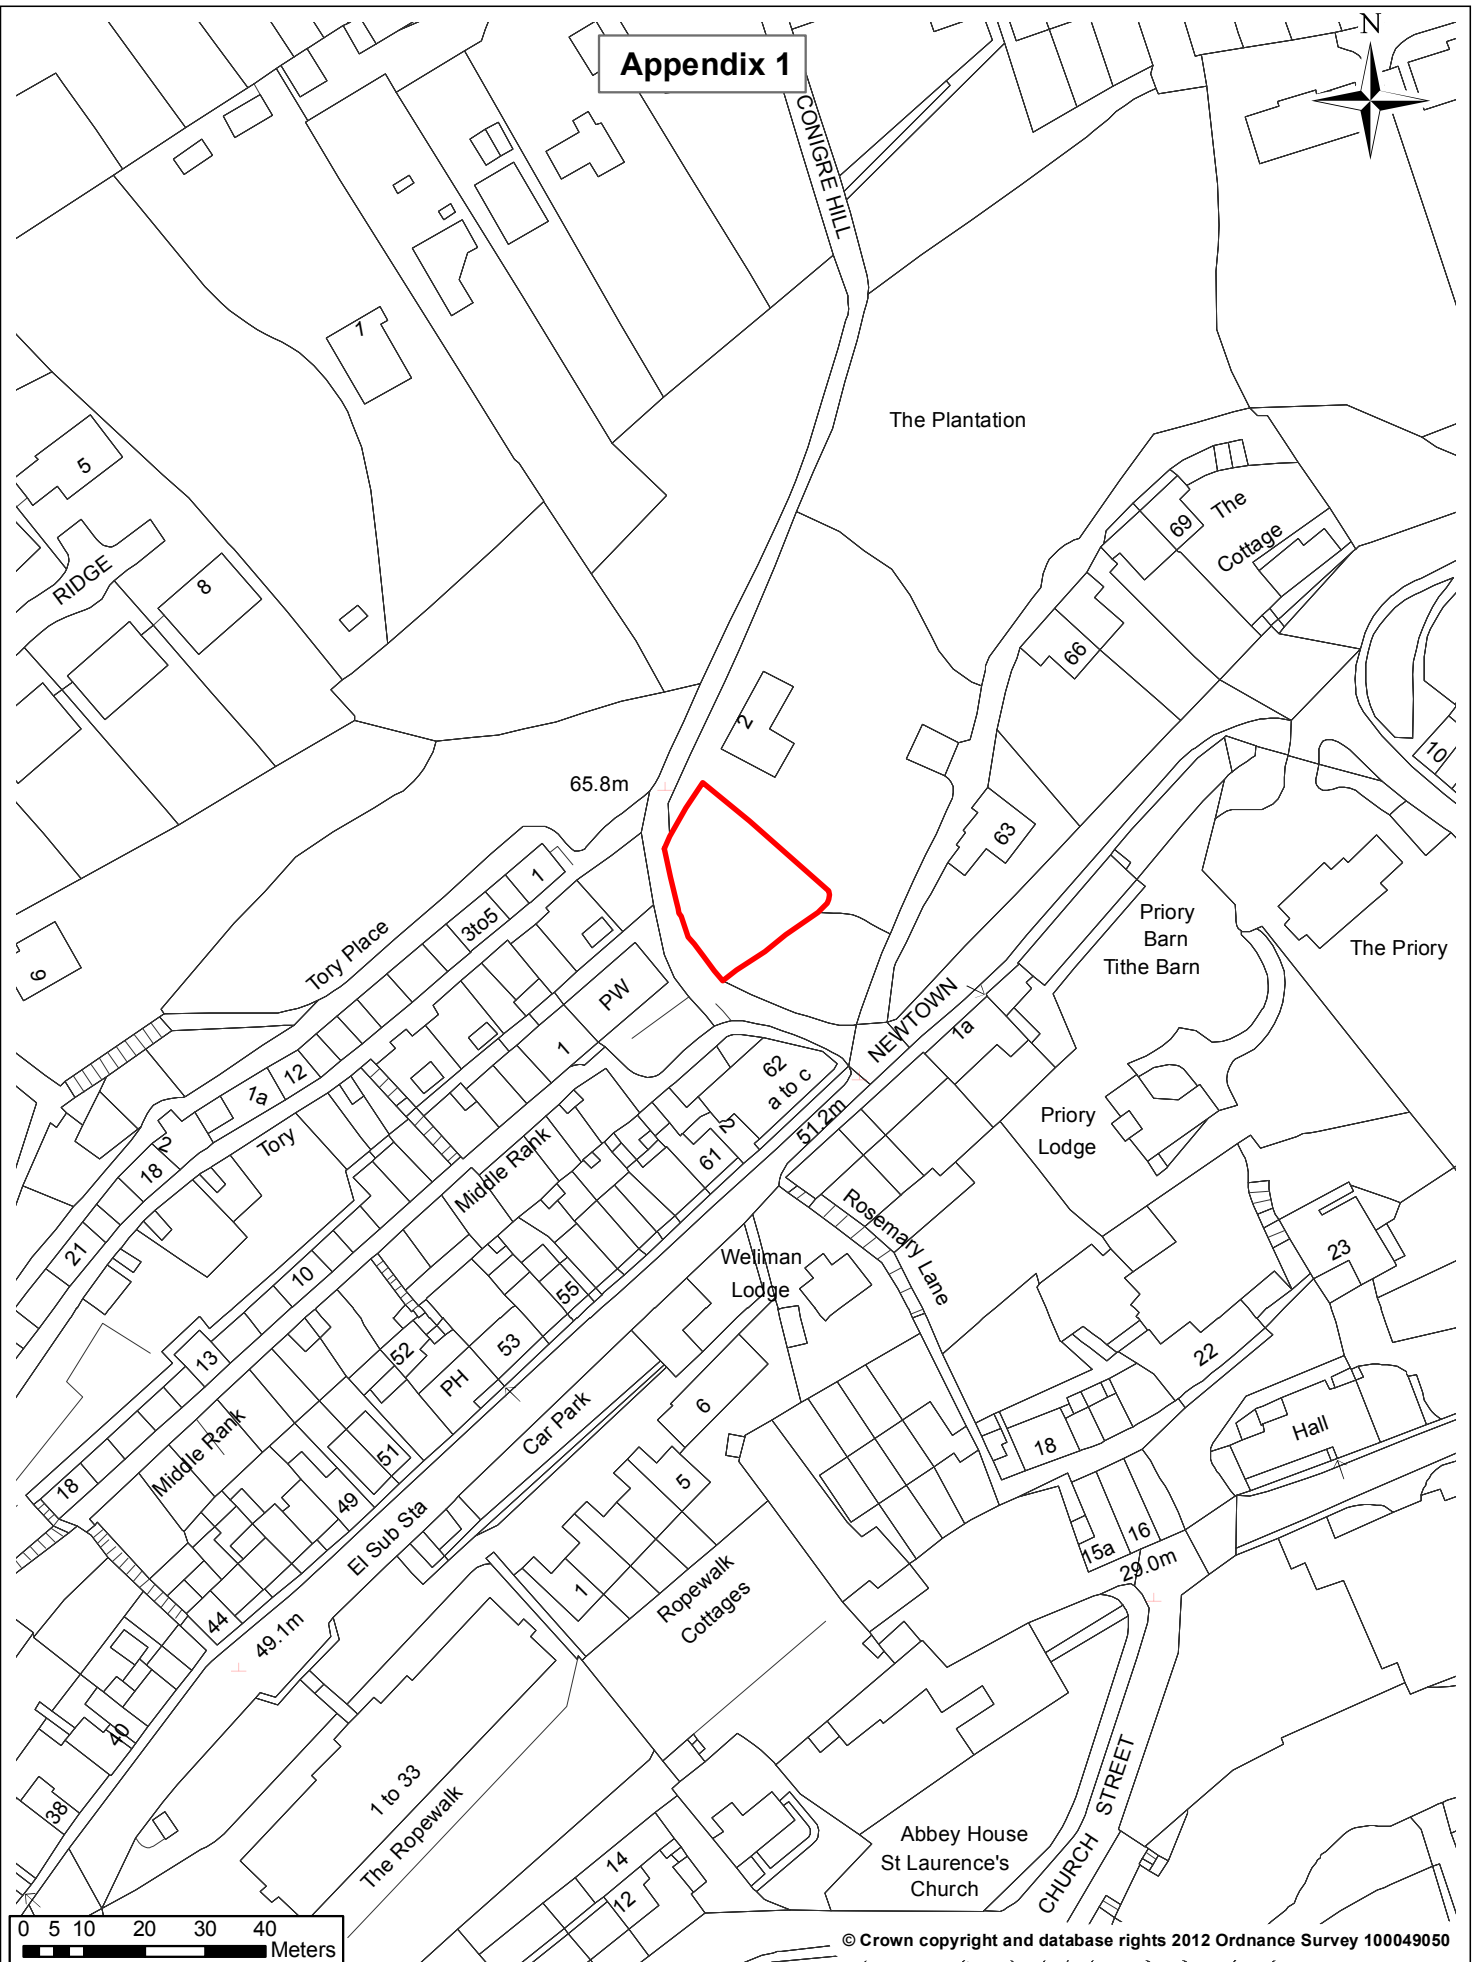 Appendix 1
N
CONIGRE HILL
7
The Plantation
5
RIDGE
8
69
The
Cottage
66
2
10
65.8m
63
1
3to5
Tory Place
9
PW
Priory
Barn
Tithe Barn
The Priory
NEWTOWN
1a
1
12
1a
62
a to c
51.2m
2
61
Priory
Lodge
2
18
Tory
21
Middle Rank
Rosemary Lane
23
Wellman
Lodge
10
55
53
52
PH
13
22
6
Car Park
Hall
18
Middle Rank
51
49
18
5
El Sub Sta
16
15a
29.0m
1
Ropewalk
Cottages
44
49.1m
40
38
1 to 33
The Ropewalk
CHURCH STREET
Abbey House
St Laurence's
Church
14
12
0 5 10 20 30 40
Meters
© Crown copyright and database rights 2012 Ordnance Survey 100049050